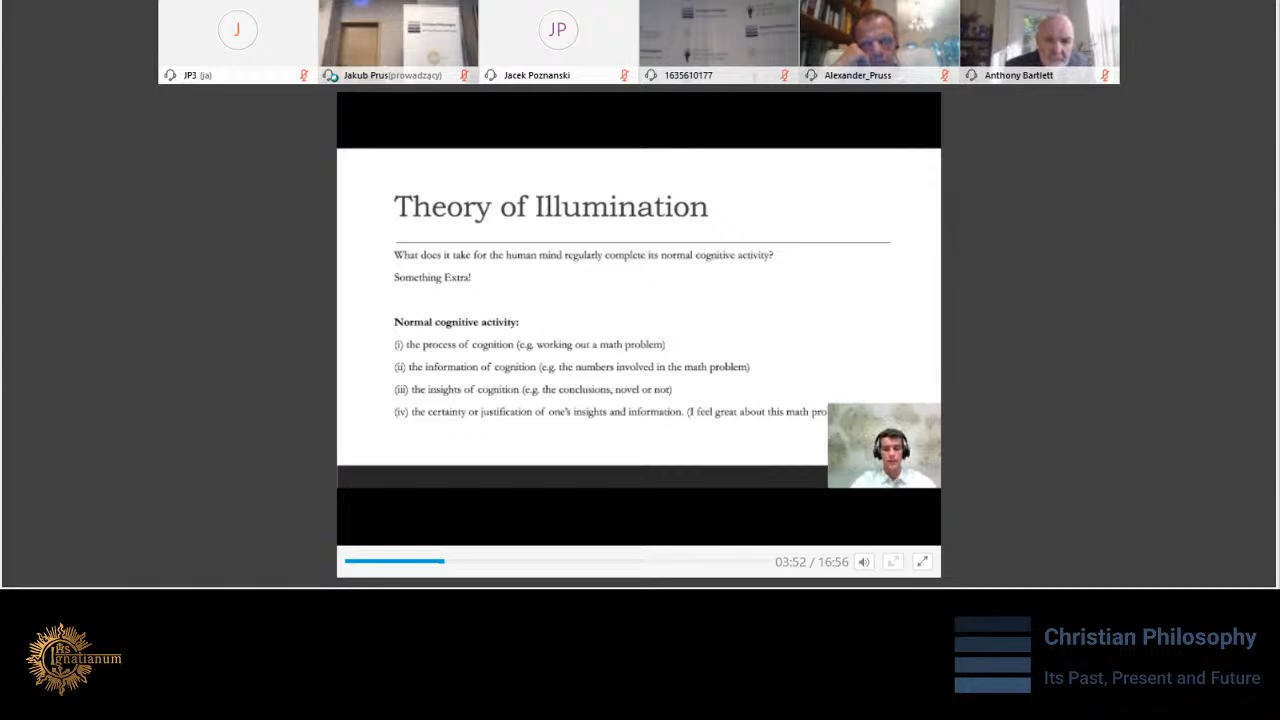 J
JP
JP3 (ja)
Jakub Prus(prowadzący)
Jacek Poznanski
1635610177
Alexander_Pruss
Anthony Bartlett
Theory of Illumination
What does it take for the human mind regularly complete its normal cognitive activity?
Something Extra!
Normal cognitive activity:
(i) the process of cognition (e.g. working out a math problem)
(ii) the information of cognition (e.g. the numbers involved in the math problem)
(iii) the insights of cognition (e.g. the conclusions, novel or not)
(iv) the certainty or justification of one's insights and information. (I feel great about this math pro
03:52 / 16:56
IHS
Ignatianum
Christian Philosophy
Its Past, Present and Future